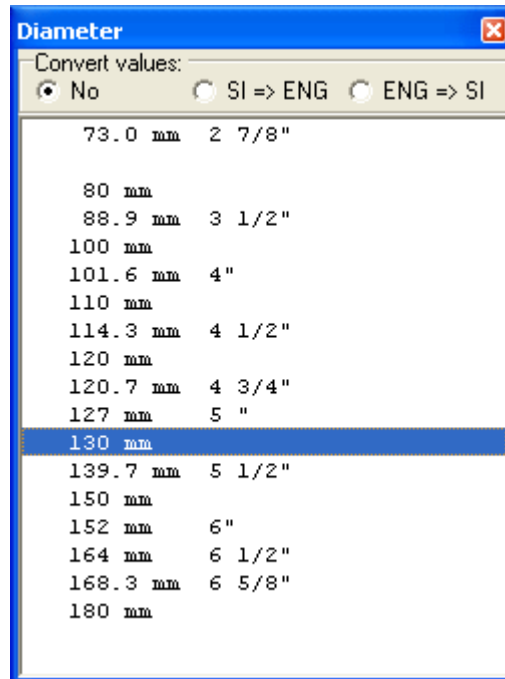 Diameter
Convert values:
No SI => ENG ENG => SI
73.0 mm 2 7/8"
80 mm
88.9 mm 3 1/2"
100 mm
101.6 mm 4"
110 mm
114.3 mm 4 1/2"
120 mm
120.7 mm 4 3/4"
127 mm 5 "
130 mm
139.7 mm 5 1/2"
150 mm
152 mm 6"
164 mm 6 1/2"
168.3 mm 6 5/8"
180 mm